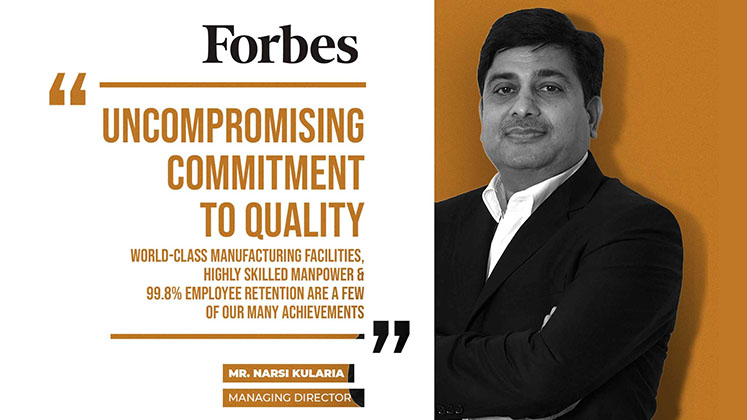 Forbes
“
UNCOMPROMISING
COMMITMENT
TO QUALITY
WORLD-CLASS MANUFACTURING FACILITIES,
HIGHLY SKILLED MANPOWER &
99.8% EMPLOYEE RETENTION ARE A FEW
OF OUR MANY ACHIEVEMENTS
”
MR. NARSI KULARIA
MANAGING DIRECTOR